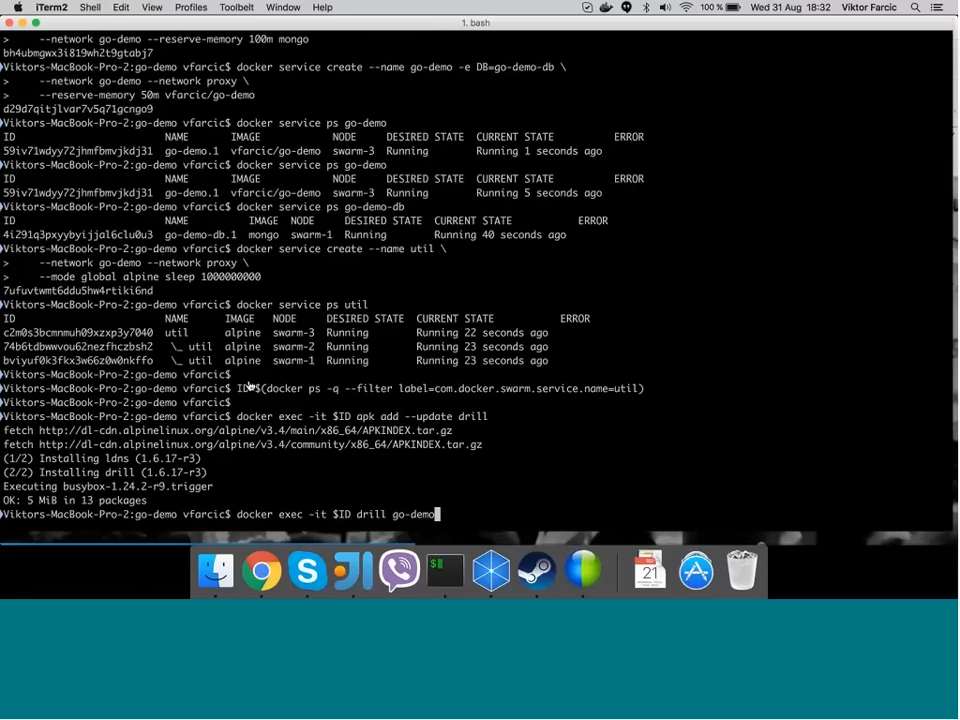 iTerm2 Shell Edit View Profiles Toolbelt Window Help 100 % Wed 31 Aug 18:32 Viktor Farcic
1. bash
> --network go-demo --reserve-memory 100m mongo
bh4ubmgwx3i819wh2t9gtabj7
Viktors-MacBook-Pro-2:go-demo vfarcic$ docker service create --name go-demo -e DB=go-demo-db \
> --network go-demo --network proxy \
> --reserve-memory 50m vfarcic/go-demo
d29d7qitjlvar7v5q71gcngo9
Viktors-MacBook-Pro-2:go-demo vfarcic$ docker service ps go-demo
ID NAME IMAGE NODE DESIRED STATE CURRENT STATE ERROR
59iv71wdyy72jhmfbmvjkdj31 go-demo.1 vfarcic/go-demo swarm-3 Running Running 1 seconds ago
Viktors-MacBook-Pro-2:go-demo vfarcic$ docker service ps go-demo
ID NAME IMAGE NODE DESIRED STATE CURRENT STATE ERROR
59iv71wdyy72jhmfbmvjkdj31 go-demo.1 vfarcic/go-demo swarm-3 Running Running 5 seconds ago
Viktors-MacBook-Pro-2:go-demo vfarcic$ docker service ps go-demo-db
ID NAME IMAGE NODE DESIRED STATE CURRENT STATE ERROR
4i291q3pxyybyijjal6clu0u3 go-demo-db.1 mongo swarm-1 Running Running 40 seconds ago
Viktors-MacBook-Pro-2:go-demo vfarcic$ docker service create --name util \
> --network go-demo --network proxy \
> --mode global alpine sleep 1000000000
7ufuvtwmt6ddu5hw4rtiki6nd
Viktors-MacBook-Pro-2:go-demo vfarcic$ docker service ps util
ID NAME IMAGE NODE DESIRED STATE CURRENT STATE ERROR
c2m0s3bcmnmuh09xzxp3y7040 util alpine swarm-3 Running Running 22 seconds ago
74b6tdbwwvou62nezfhczbsh2 \_ util alpine swarm-2 Running Running 23 seconds ago
bviyuf0k3fkx3w66z0w0nkffo \_ util alpine swarm-1 Running Running 23 seconds ago
Viktors-MacBook-Pro-2:go-demo vfarcic$
Viktors-MacBook-Pro-2:go-demo vfarcic$ ID=$(docker ps -q --filter label=com.docker.swarm.service.name=util)
Viktors-MacBook-Pro-2:go-demo vfarcic$
Viktors-MacBook-Pro-2:go-demo vfarcic$ docker exec -it $ID apk add --update drill
fetch http://dl-cdn.alpinelinux.org/alpine/v3.4/main/x86_64/APKINDEX.tar.gz
fetch http://dl-cdn.alpinelinux.org/alpine/v3.4/community/x86_64/APKINDEX.tar.gz
(1/2) Installing ldns (1.6.17-r3)
(2/2) Installing drill (1.6.17-r3)
Executing busybox-1.24.2-r9.trigger
OK: 5 MiB in 13 packages
Viktors-MacBook-Pro-2:go-demo vfarcic$ docker exec -it $ID drill go-demo
21